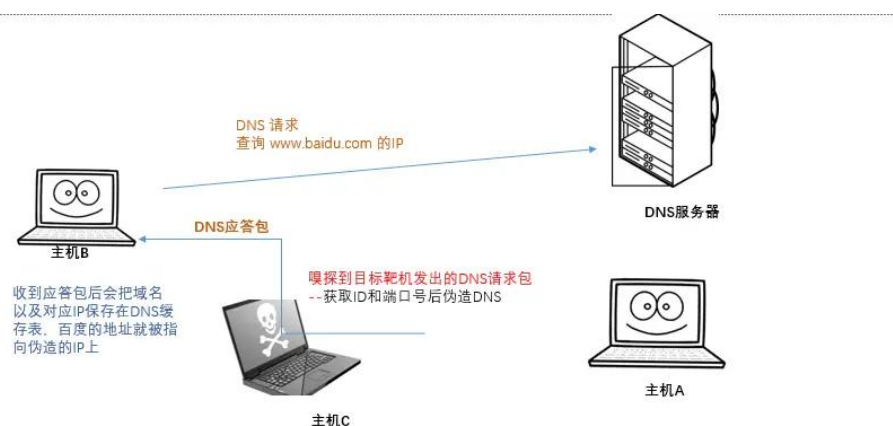 DNS 请求
查询 www.baidu.com 的IP
DNS服务器
DNS应答包
主机B
嗅探到目标靶机发出的DNS请求包
--获取ID和端口号后伪造DNS
收到应答包后会把域名
以及对应IP保存在DNS缓
存表，百度的地址就被指
向伪造的IP上
主机A
主机C